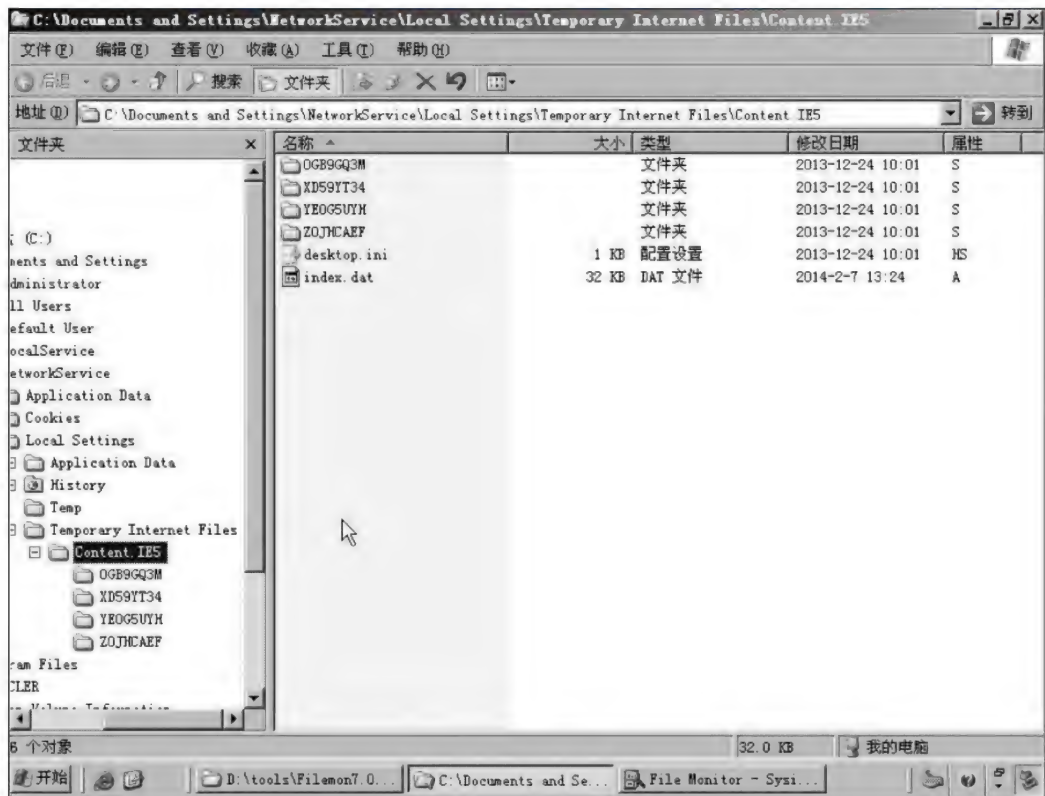 C:\Documents and Settings\NetworkService\Local Settings\Temporary Internet Files\Content.IE5
文件(F) 编辑(E) 查看(V) 收藏(A) 工具(T) 帮助(H)
后退 搜索 文件夹
地址(D) C:\Documents and Settings\NetworkService\Local Settings\Temporary Internet Files\Content.IE5 转到
文件夹 x
名称 大小 类型 修改日期 属性
OGB9GQ3M 文件夹 2013-12-24 10:01 S
XD59YT34 文件夹 2013-12-24 10:01 S
YEOG5UYH 文件夹 2013-12-24 10:01 S
ZOJHCAEF 文件夹 2013-12-24 10:01 S
desktop.ini 1 KB 配置设置 2013-12-24 10:01 HS
index.dat 32 KB DAT 文件 2014-2-7 13:24 A
(C:)
ments and Settings
dministrator
ll Users
efault User
ocalService
etworkService
Application Data
Cookies
Local Settings
Application Data
History
Temp
Temporary Internet Files
Content.IE5
OGB9GQ3M
XD59YT34
YEOG5UYH
ZOJHCAEF
ram Files
CLER
6 个对象 32.0 KB 我的电脑
开始 D:\tools\Filemon7.0... C:\Documents and Se... File Monitor - Sysi...